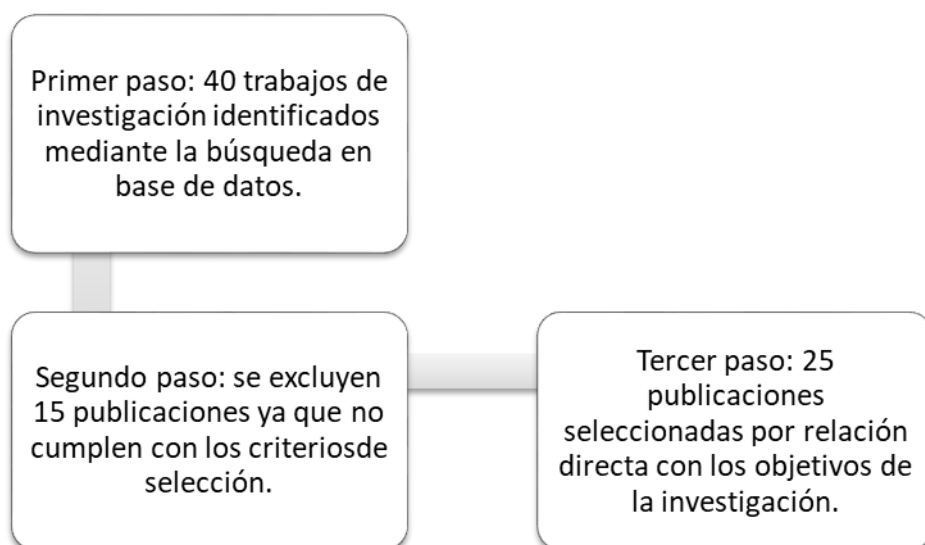 Primer paso: 40 trabajos de
investigación identificados
mediante la búsqueda en
base de datos.
Segundo paso: se excluyen
15 publicaciones ya que no
cumplen con los criteriosde
selección.
Tercer paso: 25
publicaciones
seleccionadas por relación
directa con los objetivos de
la investigación.